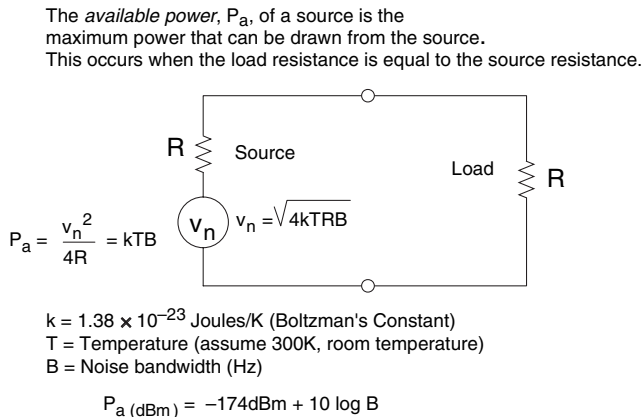 The available power, Pa, of a source is the
maximum power that can be drawn from the source.
This occurs when the load resistance is equal to the source resistance.
R
Source
Load
R
vn
vn = √4kTRB
Pa = vn² / 4R = kTB
k = 1.38 × 10⁻²³ Joules/K (Boltzman's Constant)
T = Temperature (assume 300K, room temperature)
B = Noise bandwidth (Hz)
Pa (dBm) = –174dBm + 10 log B